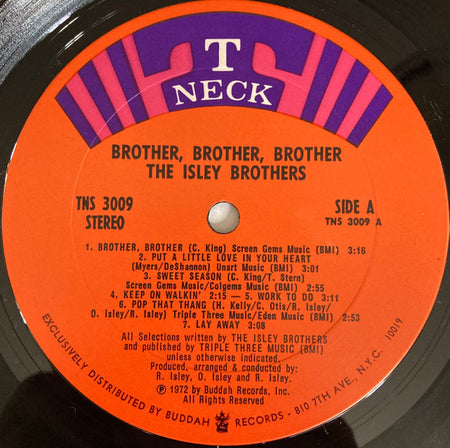 T
NECK
BROTHER, BROTHER, BROTHER
THE ISLEY BROTHERS
TNS 3009
STEREO
SIDE A
TNS 3009 A
1. BROTHER, BROTHER (C. King) Screen Gems Music (BMI) 3:16
2. PUT A LITTLE LOVE IN YOUR HEART
(Myers/DeShannon) Unart Music (BMI) 3:01
3. SWEET SEASON (C. King/T. Stern)
Screen Gems Music/Colgems Music (BMI) 2:55
4. KEEP ON WALKIN' 2:15 — 5. WORK TO DO 3:11
6. POP THAT THANG (H. Kelly/ C. Otis/R. Isley/
O. Isley/R. Isley) Triple Three Music/Eden Music (BMI) 2:53
7. LAY AWAY 3:08
All Selections written by THE ISLEY BROTHERS
and published by TRIPLE THREE MUSIC (BMI)
unless otherwise indicated.
Produced, arranged & conducted by:
R. Isley, O. Isley and R. Isley.
℗ 1972 by Buddah Records, Inc.
All Rights Reserved
EXCLUSIVELY DISTRIBUTED BY BUDDAH RECORDS - 810 7TH AVE., N.Y.C. 10019